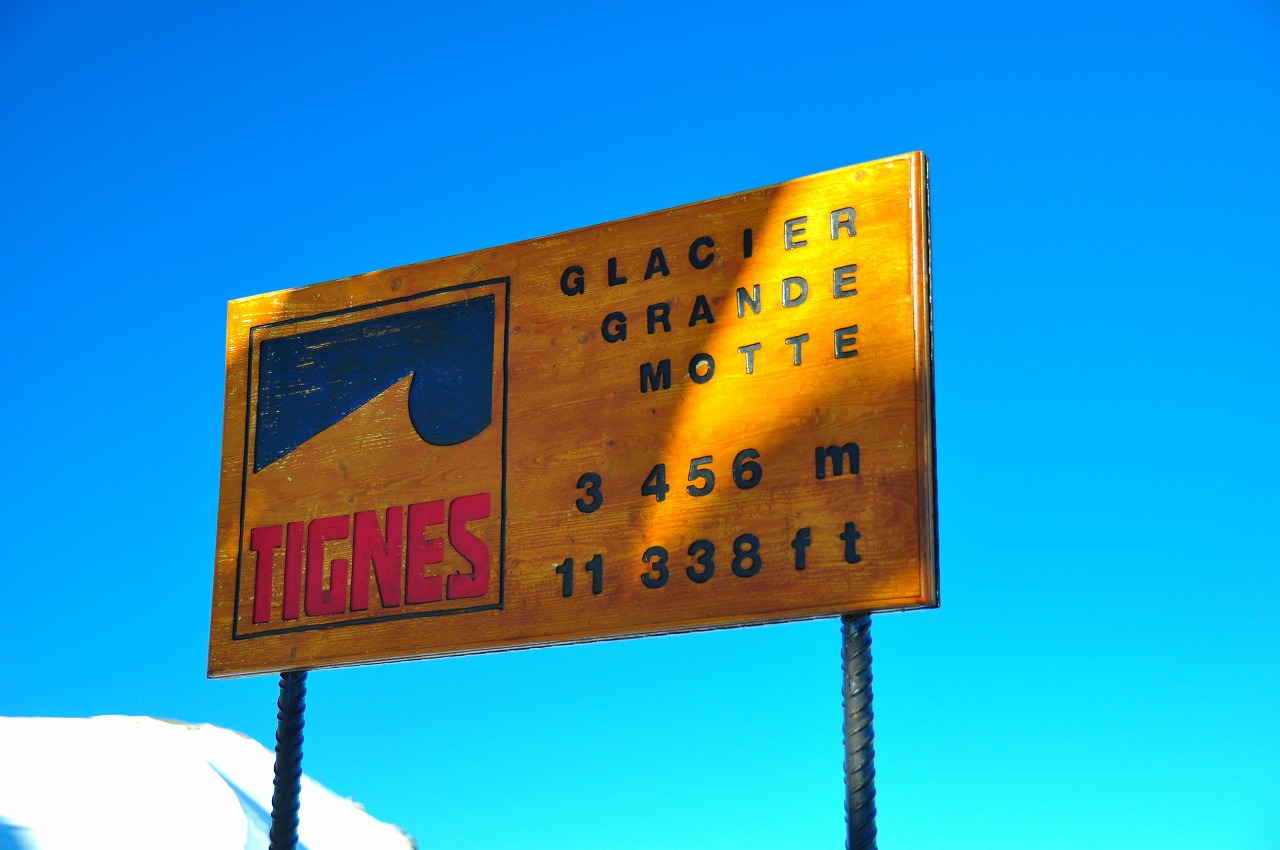 TIGNES
GLACIER
GRANDE
MOTTE
3 456 m
11 338 ft